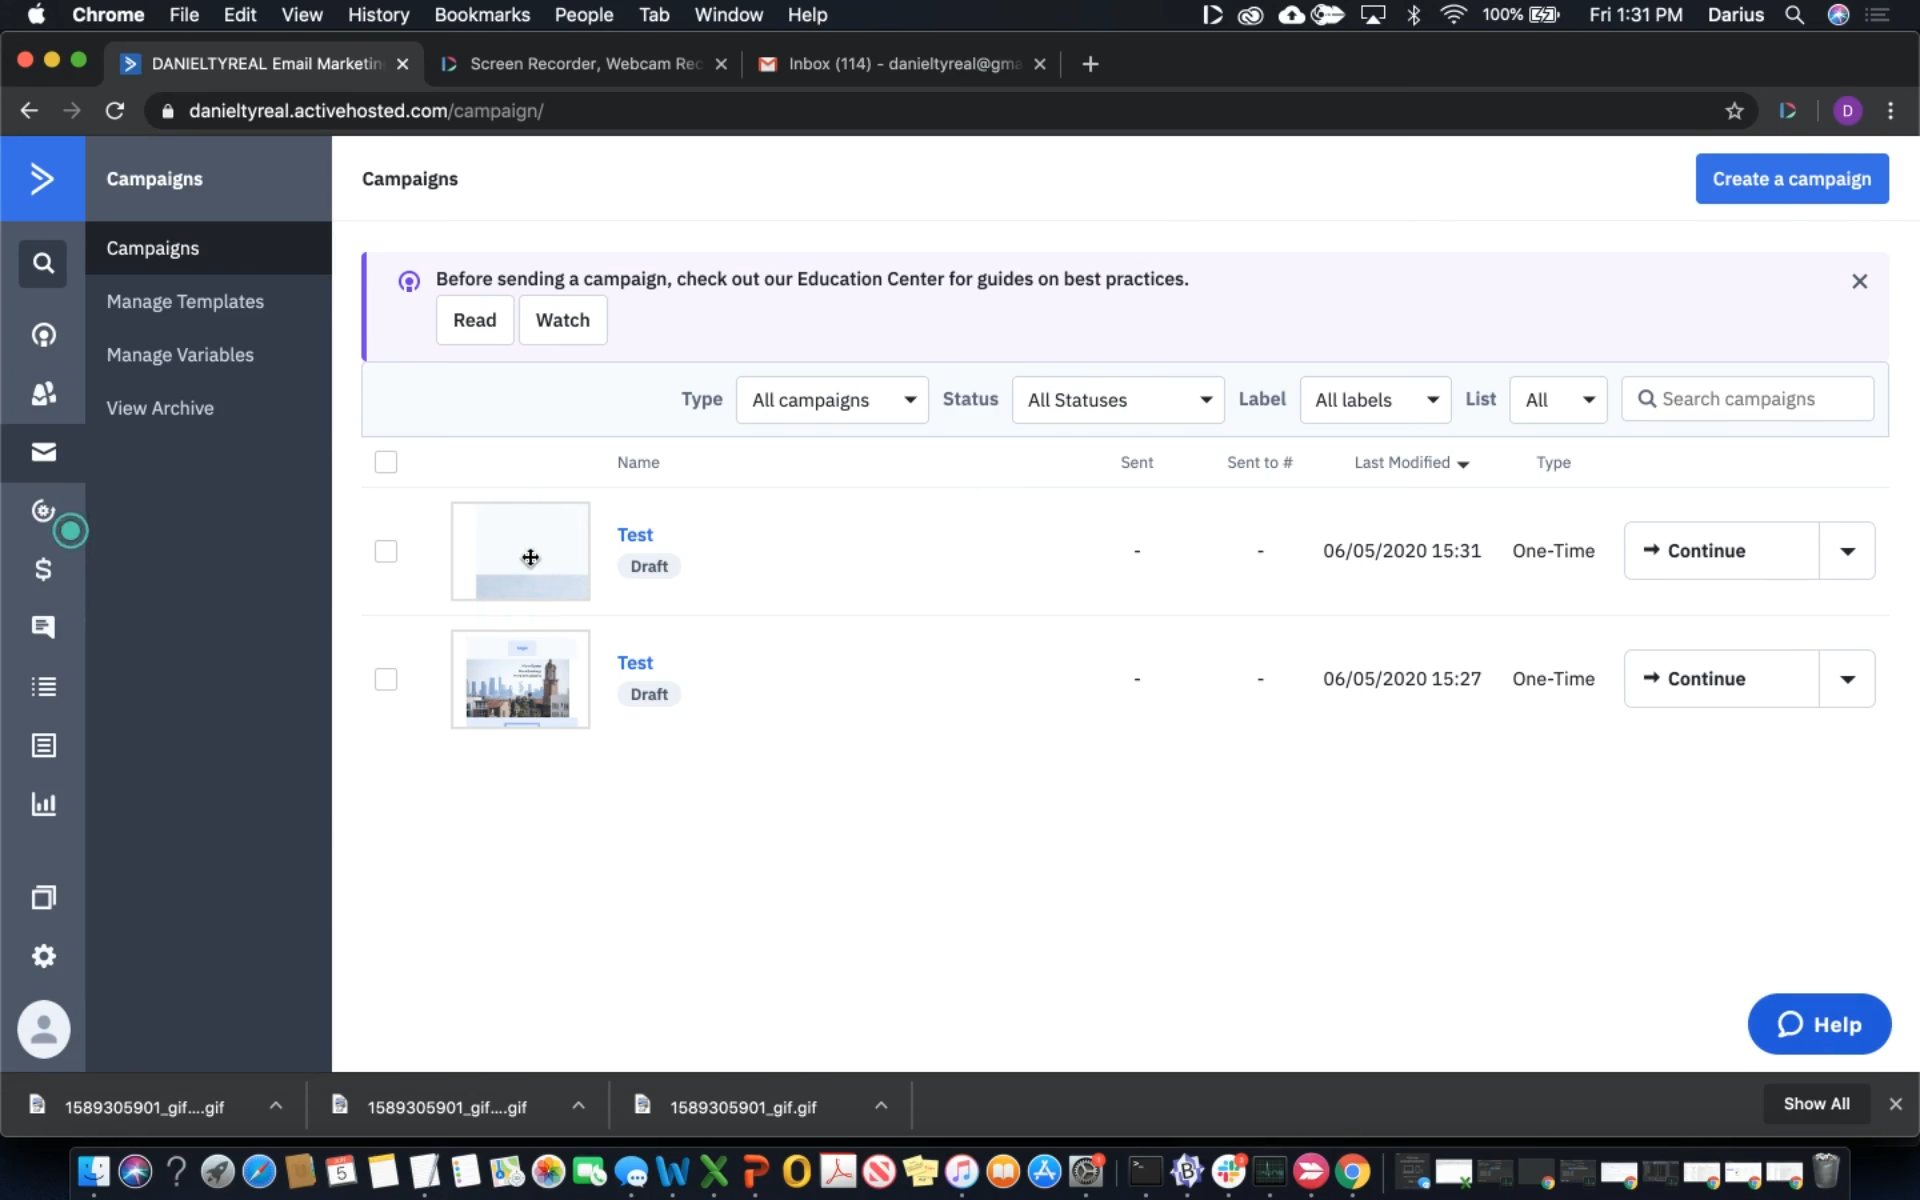 Chrome File Edit View History Bookmarks People Tab Window Help 100% Fri 1:31 PM Darius
DANIELTYREAL Email Marketin Screen Recorder, Webcam Rec Inbox (114) - danieltyreal@gma
danieltyreal.activehosted.com/campaign/ D
Campaigns
Campaigns
Manage Templates
Manage Variables
View Archive
Campaigns
Create a campaign
Before sending a campaign, check out our Education Center for guides on best practices.
Read Watch
Type All campaigns Status All Statuses Label All labels List All Search campaigns
Name Sent Sent to # Last Modified Type
Test
Draft
- - 06/05/2020 15:31 One-Time Continue
Test
Draft
- - 06/05/2020 15:27 One-Time Continue
Help
1589305901_gif....gif 1589305901_gif....gif 1589305901_gif.gif Show All